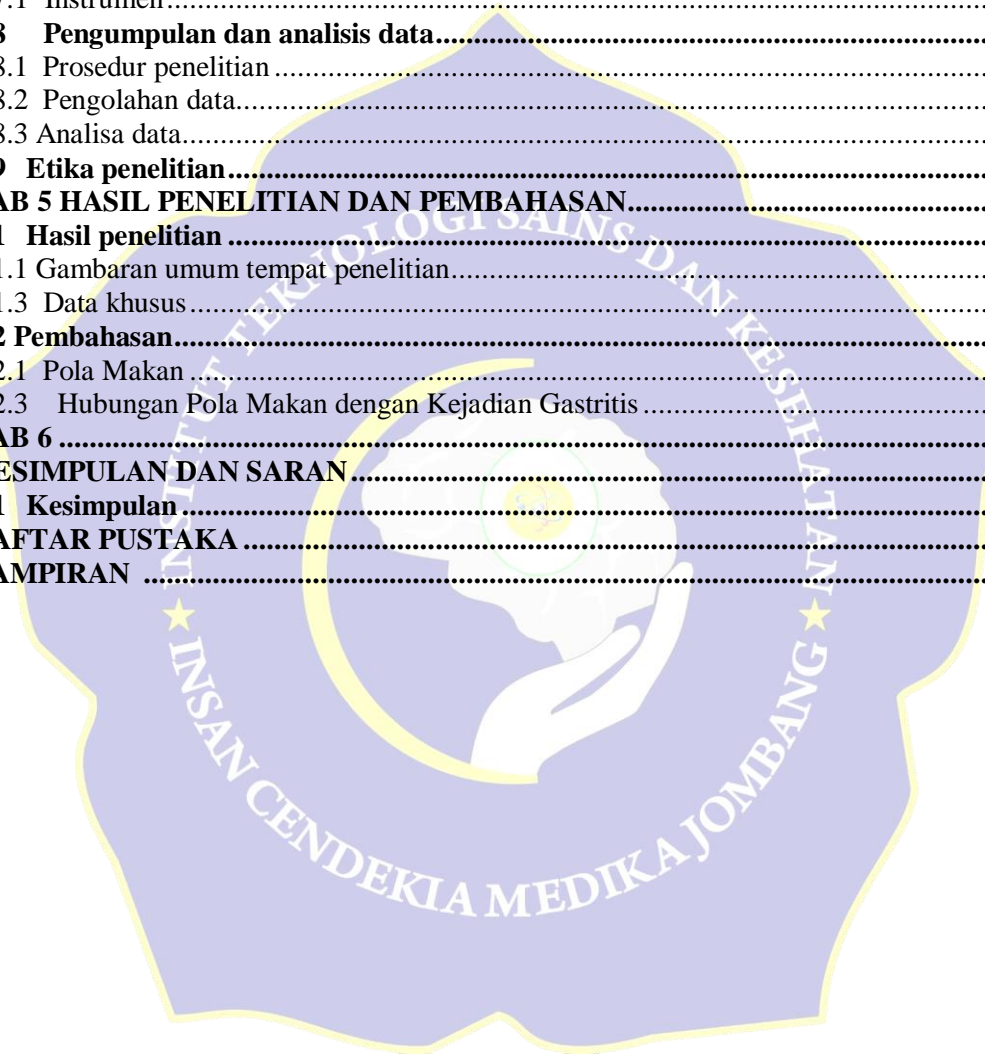 7.1 Instrumen................................................
8 Pengumpulan dan analisis data................................................
8.1 Prosedur penelitian................................................
8.2 Pengolahan data................................................
8.3 Analisa data................................................
9 Etika penelitian................................................
AB 5 HASIL PENELITIAN DAN PEMBAHASAN................................................
1 Hasil penelitian................................................
1.1 Gambaran umum tempat penelitian................................................
1.3 Data khusus................................................
2 Pembahasan................................................
2.1 Pola Makan................................................
2.3 Hubungan Pola Makan dengan Kejadian Gastritis................................................
AB 6................................................
ESIMPULAN DAN SARAN................................................
1 Kesimpulan................................................
AFTAR PUSTAKA................................................
AMPIRAN................................................
INSTITUT TEKNOLOGI SAINS DAN KESEHATAN
INSAN CENDEKIA MEDIKA JOMBANG